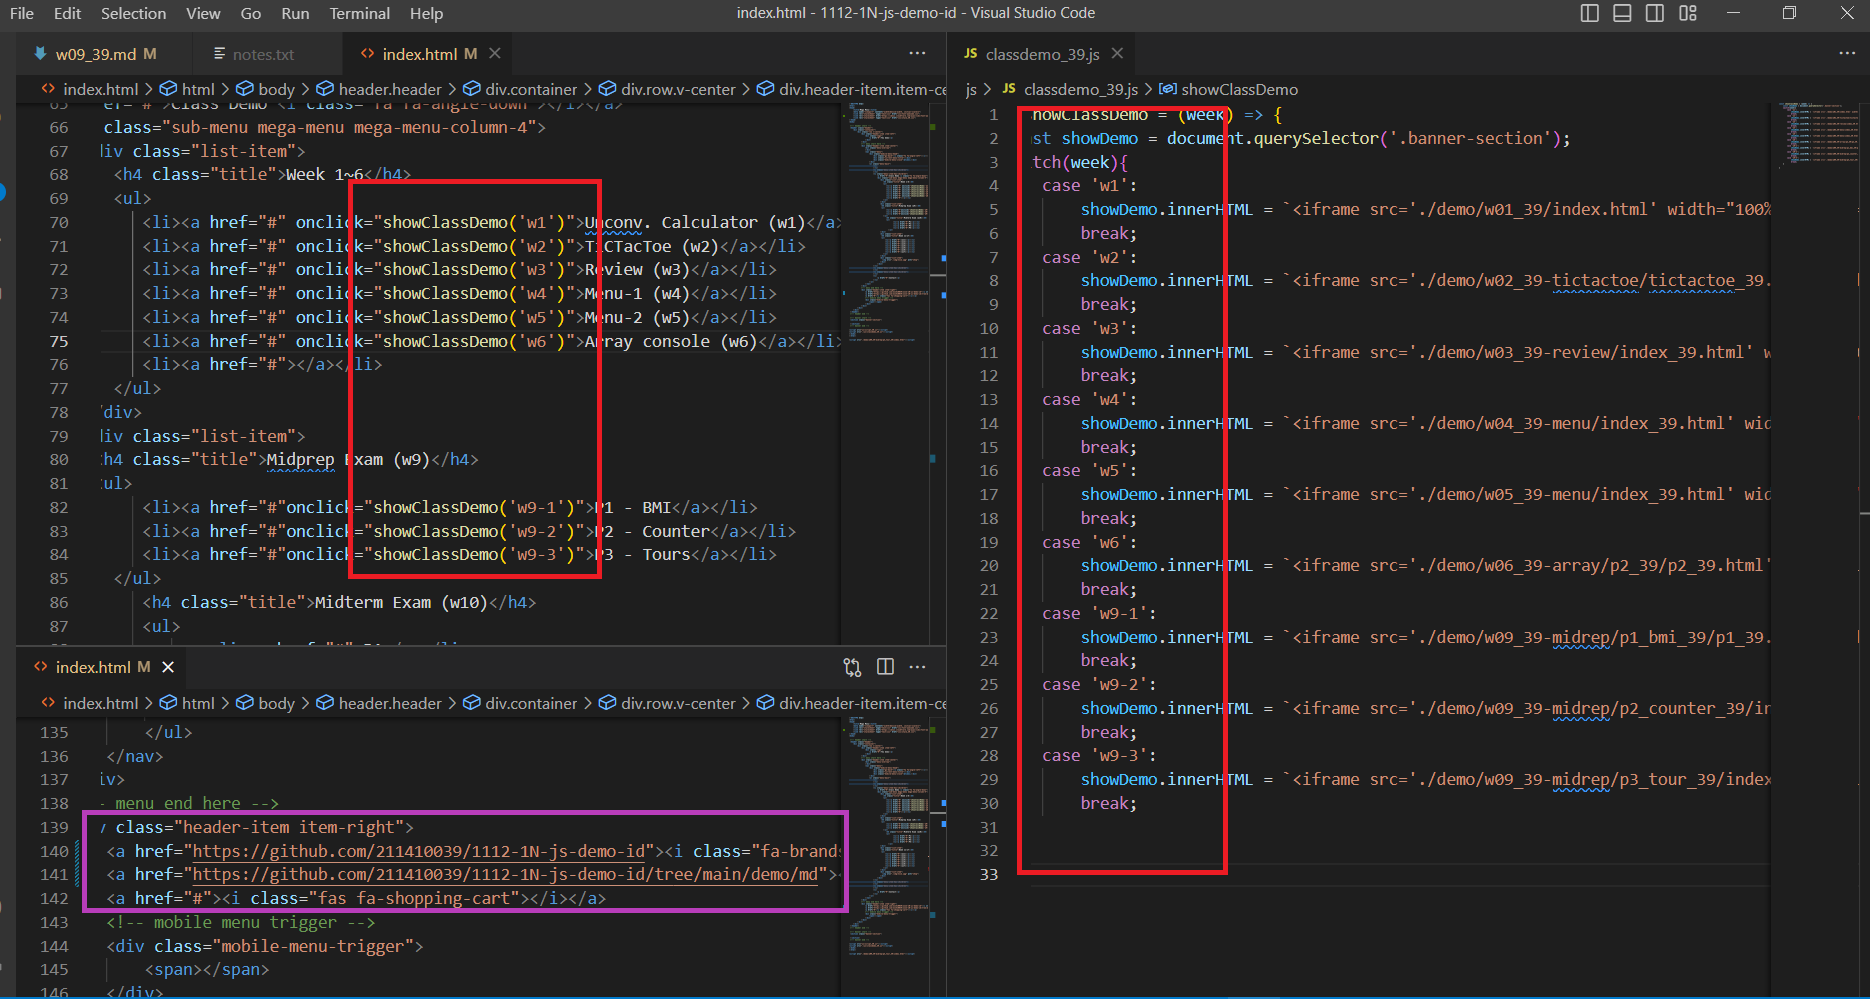 File Edit Selection View Go Run Terminal Help
index.html - 1112-1N-js-demo-id - Visual Studio Code
w09_39.md M
notes.txt
index.html M
index.html > html > body > header.header > div.container > div.row.v-center > div.header-item.item-ce
65 ef="#">Class Demo <i class="fa fa-angle-down"></i></a>
66 class="sub-menu mega-menu mega-menu-column-4">
67 div class="list-item">
68 <h4 class="title">Week 1~6</h4>
69 <ul>
70 <li><a href="#" onclick="showClassDemo('w1')">Unconv. Calculator (w1)</a>
71 <li><a href="#" onclick="showClassDemo('w2')">TiCTacToe (w2)</a></li>
72 <li><a href="#" onclick="showClassDemo('w3')">Review (w3)</a></li>
73 <li><a href="#" onclick="showClassDemo('w4')">Menu-1 (w4)</a></li>
74 <li><a href="#" onclick="showClassDemo('w5')">Menu-2 (w5)</a></li>
75 <li><a href="#" onclick="showClassDemo('w6')">Array console (w6)</a></li>
76 <li><a href="#"></a></li>
77 </ul>
78 /div>
79 div class="list-item">
80 h4 class="title">Midprep Exam (w9)</h4>
81 ul>
82 <li><a href="#"onclick="showClassDemo('w9-1')">P1 - BMI</a></li>
83 <li><a href="#"onclick="showClassDemo('w9-2')">P2 - Counter</a></li>
84 <li><a href="#"onclick="showClassDemo('w9-3')">P3 - Tours</a></li>
85 </ul>
86 <h4 class="title">Midterm Exam (w10)</h4>
87 <ul>
index.html M
index.html > html > body > header.header > div.container > div.row.v-center > div.header-item.item-ce
135 </ul>
136 </nav>
137 iv>
138 - menu end here -->
139 class="header-item item-right">
140 <a href="https://github.com/211410039/1112-1N-js-demo-id"><i class="fa-brands
141 <a href="https://github.com/211410039/1112-1N-js-demo-id/tree/main/demo/md"><
142 <a href="#"><i class="fas fa-shopping-cart"></i></a>
143 <!-- mobile menu trigger -->
144 <div class="mobile-menu-trigger">
145 <span></span>
146 </div>
JS classdemo_39.js
js > JS classdemo_39.js > showClassDemo
1 howClassDemo = (week) => {
2 st showDemo = document.querySelector('.banner-section');
3 tch(week){
4 case 'w1':
5 showDemo.innerHTML = `<iframe src='./demo/w01_39/index.html' width="100%
6 break;
7 case 'w2':
8 showDemo.innerHTML = `<iframe src='./demo/w02_39-tictactoe/tictactoe_39.
9 break;
10 case 'w3':
11 showDemo.innerHTML = `<iframe src='./demo/w03_39-review/index_39.html' w
12 break;
13 case 'w4':
14 showDemo.innerHTML = `<iframe src='./demo/w04_39-menu/index_39.html' wid
15 break;
16 case 'w5':
17 showDemo.innerHTML = `<iframe src='./demo/w05_39-menu/index_39.html' wid
18 break;
19 case 'w6':
20 showDemo.innerHTML = `<iframe src='./demo/w06_39-array/p2_39/p2_39.html'
21 break;
22 case 'w9-1':
23 showDemo.innerHTML = `<iframe src='./demo/w09_39-midrep/p1_bmi_39/p1_39.
24 break;
25 case 'w9-2':
26 showDemo.innerHTML = `<iframe src='./demo/w09_39-midrep/p2_counter_39/in
27 break;
28 case 'w9-3':
29 showDemo.innerHTML = `<iframe src='./demo/w09_39-midrep/p3_tour_39/index
30 break;
31
32
33